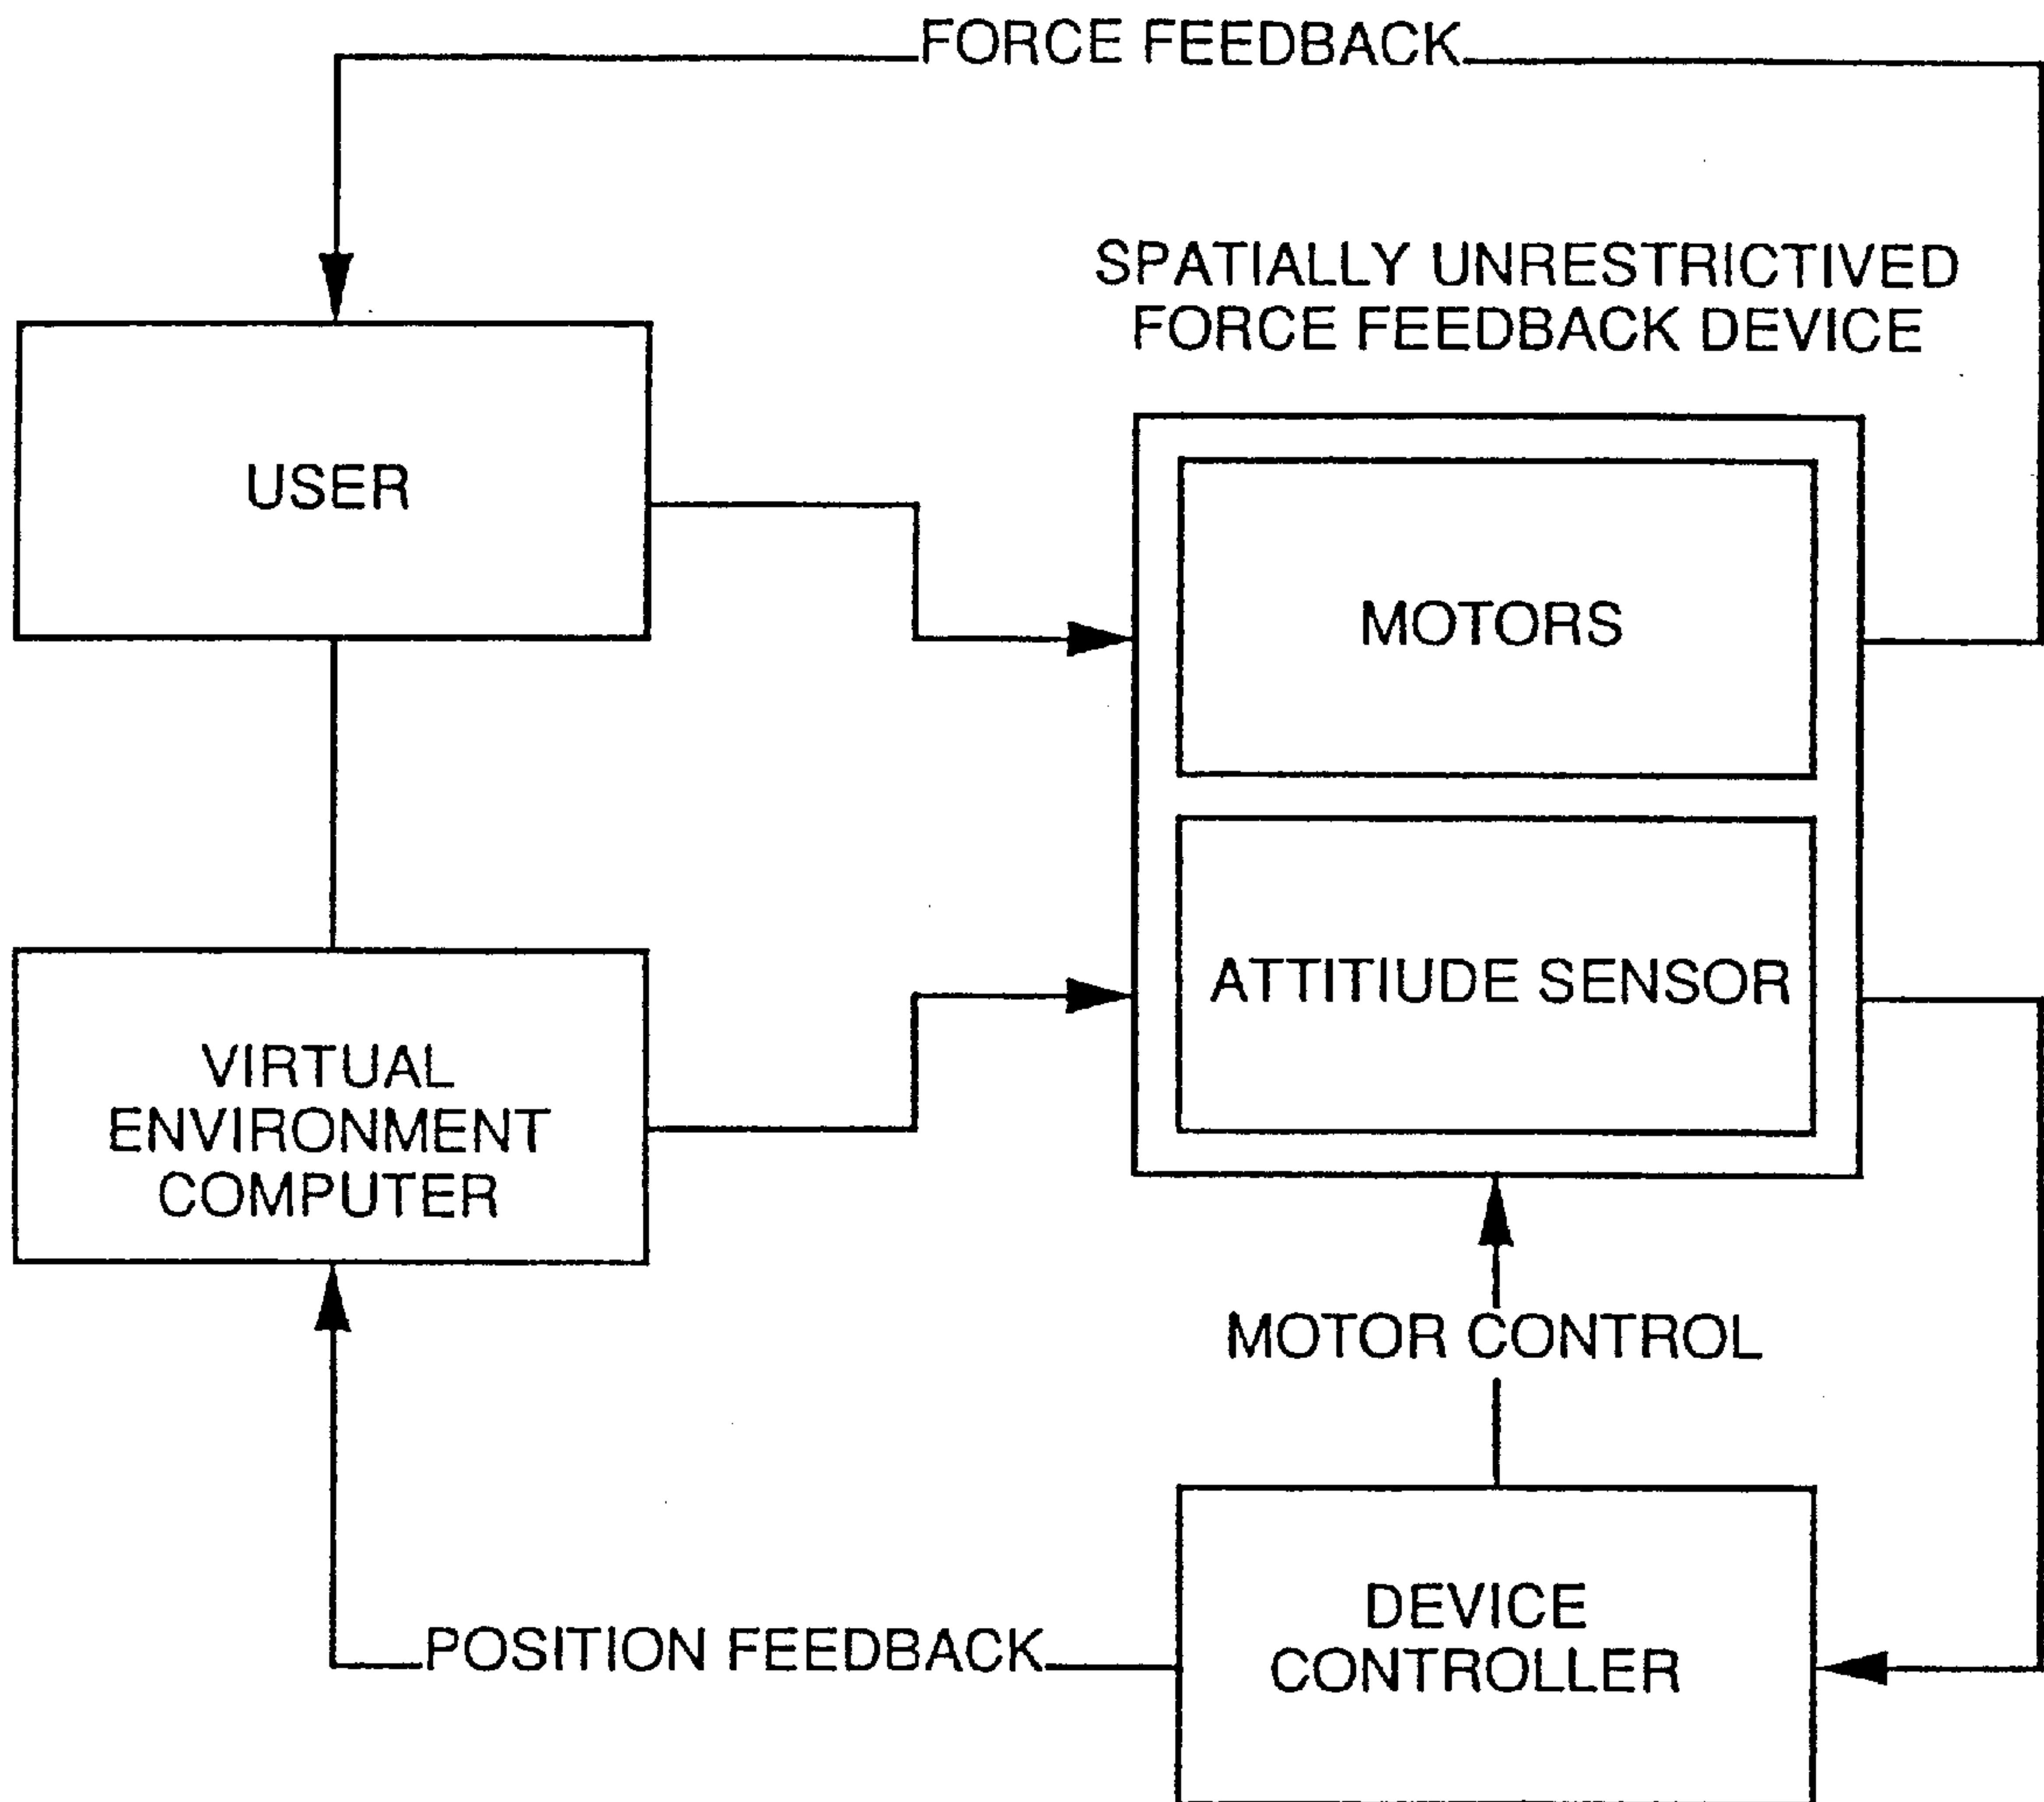 FORCE FEEDBACK
SPATIALLY UNRESTRICTIVED
FORCE FEEDBACK DEVICE
USER
MOTORS
ATTITIUDE SENSOR
VIRTUAL
ENVIRONMENT
COMPUTER
MOTOR CONTROL
DEVICE
CONTROLLER
POSITION FEEDBACK